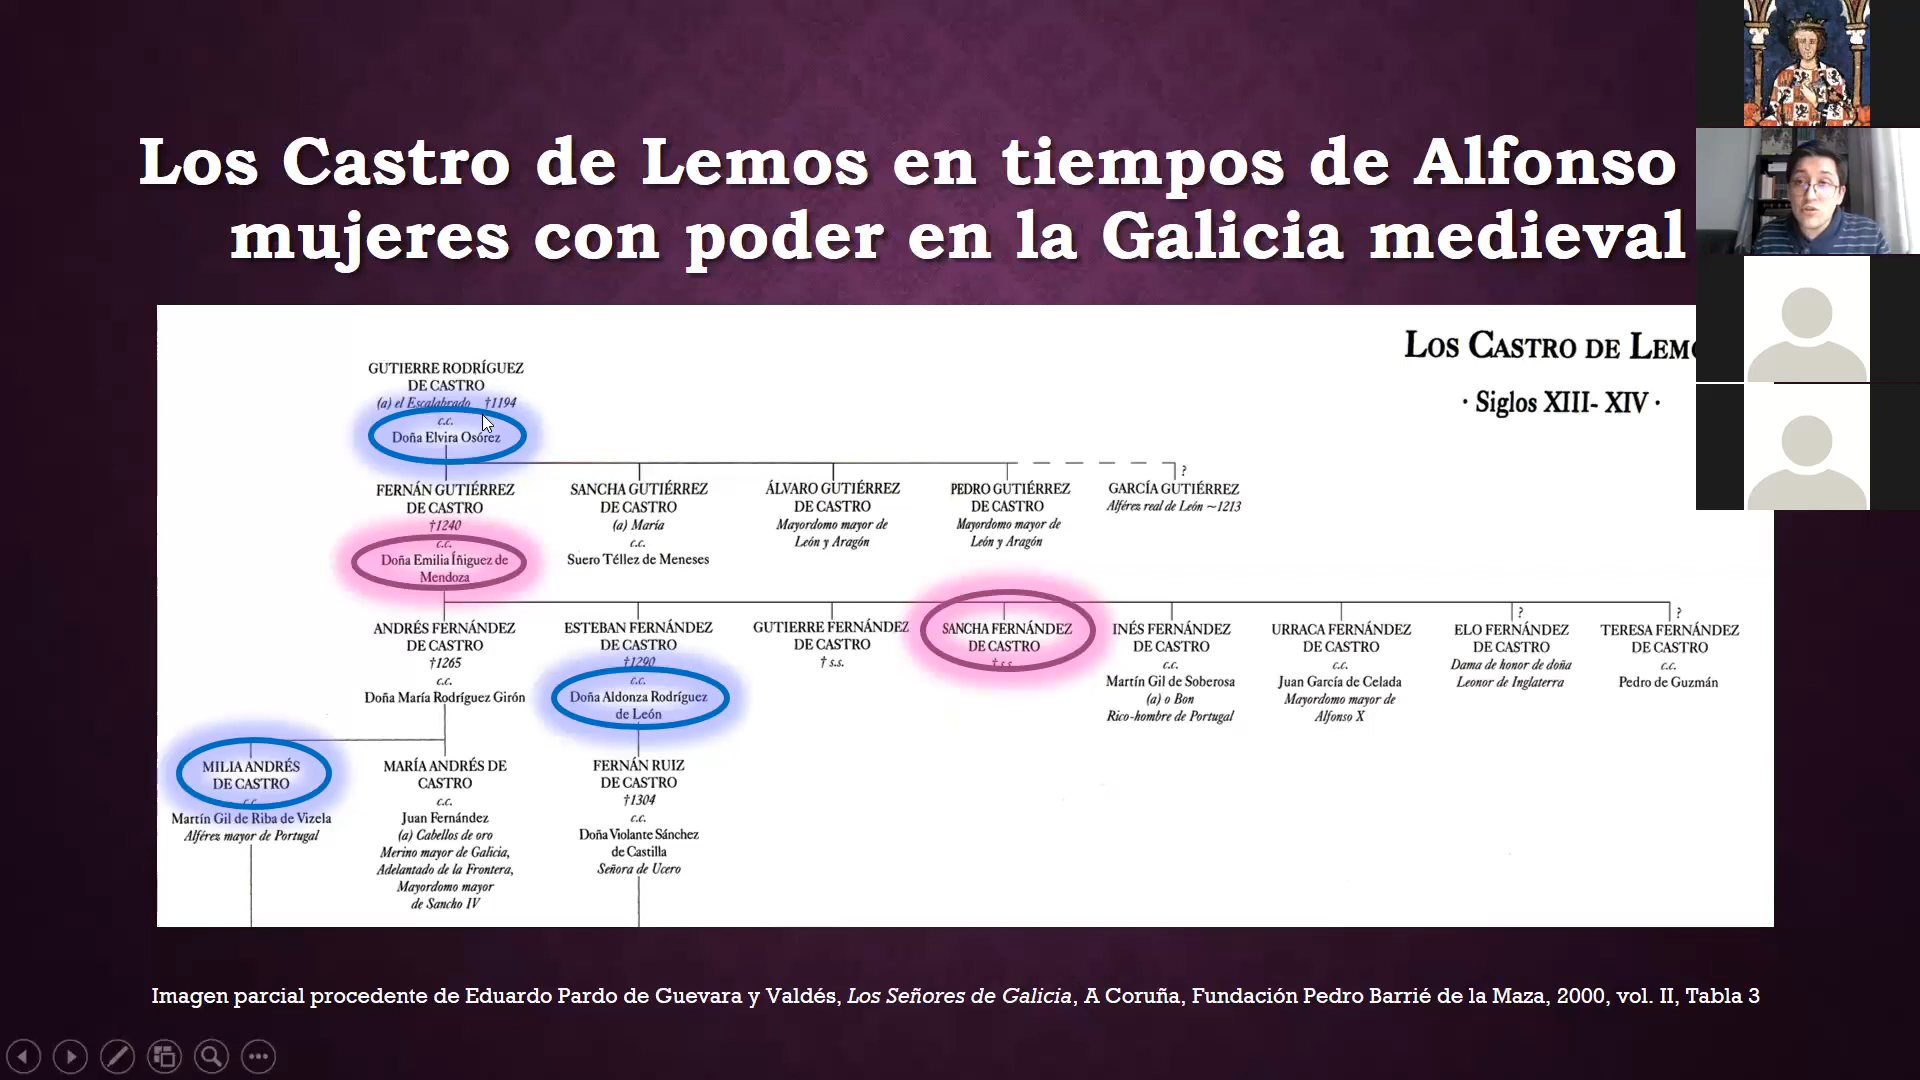 Los Castro de Lemos en tiempos de Alfonso
mujeres con poder en la Galicia medieval
LOS CASTRO DE LEMO
· Siglos XIII- XIV ·
GUTIERRE RODRÍGUEZ
DE CASTRO
(a) el Escalabrado †1194
c.c.
Doña Elvira Osórez
FERNÁN GUTIÉRREZ
DE CASTRO
†1240
c.c.
Doña Emilia Íñiguez de
Mendoza
SANCHA GUTIÉRREZ
DE CASTRO
(a) María
c.c.
Suero Téllez de Meneses
ÁLVARO GUTIÉRREZ
DE CASTRO
Mayordomo mayor de
León y Aragón
PEDRO GUTIÉRREZ
DE CASTRO
Mayordomo mayor de
León y Aragón
?
GARCÍA GUTIÉRREZ
Alférez real de León ~1213
ANDRÉS FERNÁNDEZ
DE CASTRO
†1265
c.c.
Doña María Rodríguez Girón
ESTEBAN FERNÁNDEZ
DE CASTRO
†1290
c.c.
Doña Aldonza Rodríguez
de León
GUTIERRE FERNÁNDEZ
DE CASTRO
† s.s.
SANCHA FERNÁNDEZ
DE CASTRO
† s.s.
INÉS FERNÁNDEZ
DE CASTRO
c.c.
Martín Gil de Soberosa
(a) o Bon
Rico-hombre de Portugal
URRACA FERNÁNDEZ
DE CASTRO
c.c.
Juan García de Celada
Mayordomo mayor de
Alfonso X
?
ELO FERNÁNDEZ
DE CASTRO
Dama de honor de doña
Leonor de Inglaterra
?
TERESA FERNÁNDEZ
DE CASTRO
c.c.
Pedro de Guzmán
MILIA ANDRÉS
DE CASTRO
c.c.
Martín Gil de Riba de Vizela
Alférez mayor de Portugal
MARÍA ANDRÉS DE
CASTRO
c.c.
Juan Fernández
(a) Cabellos de oro
Merino mayor de Galicia,
Adelantado de la Frontera,
Mayordomo mayor
de Sancho IV
FERNÁN RUIZ
DE CASTRO
†1304
c.c.
Doña Violante Sánchez
de Castilla
Señora de Ucero
Imagen parcial procedente de Eduardo Pardo de Guevara y Valdés, Los Señores de Galicia, A Coruña, Fundación Pedro Barrié de la Maza, 2000, vol. II, Tabla 3